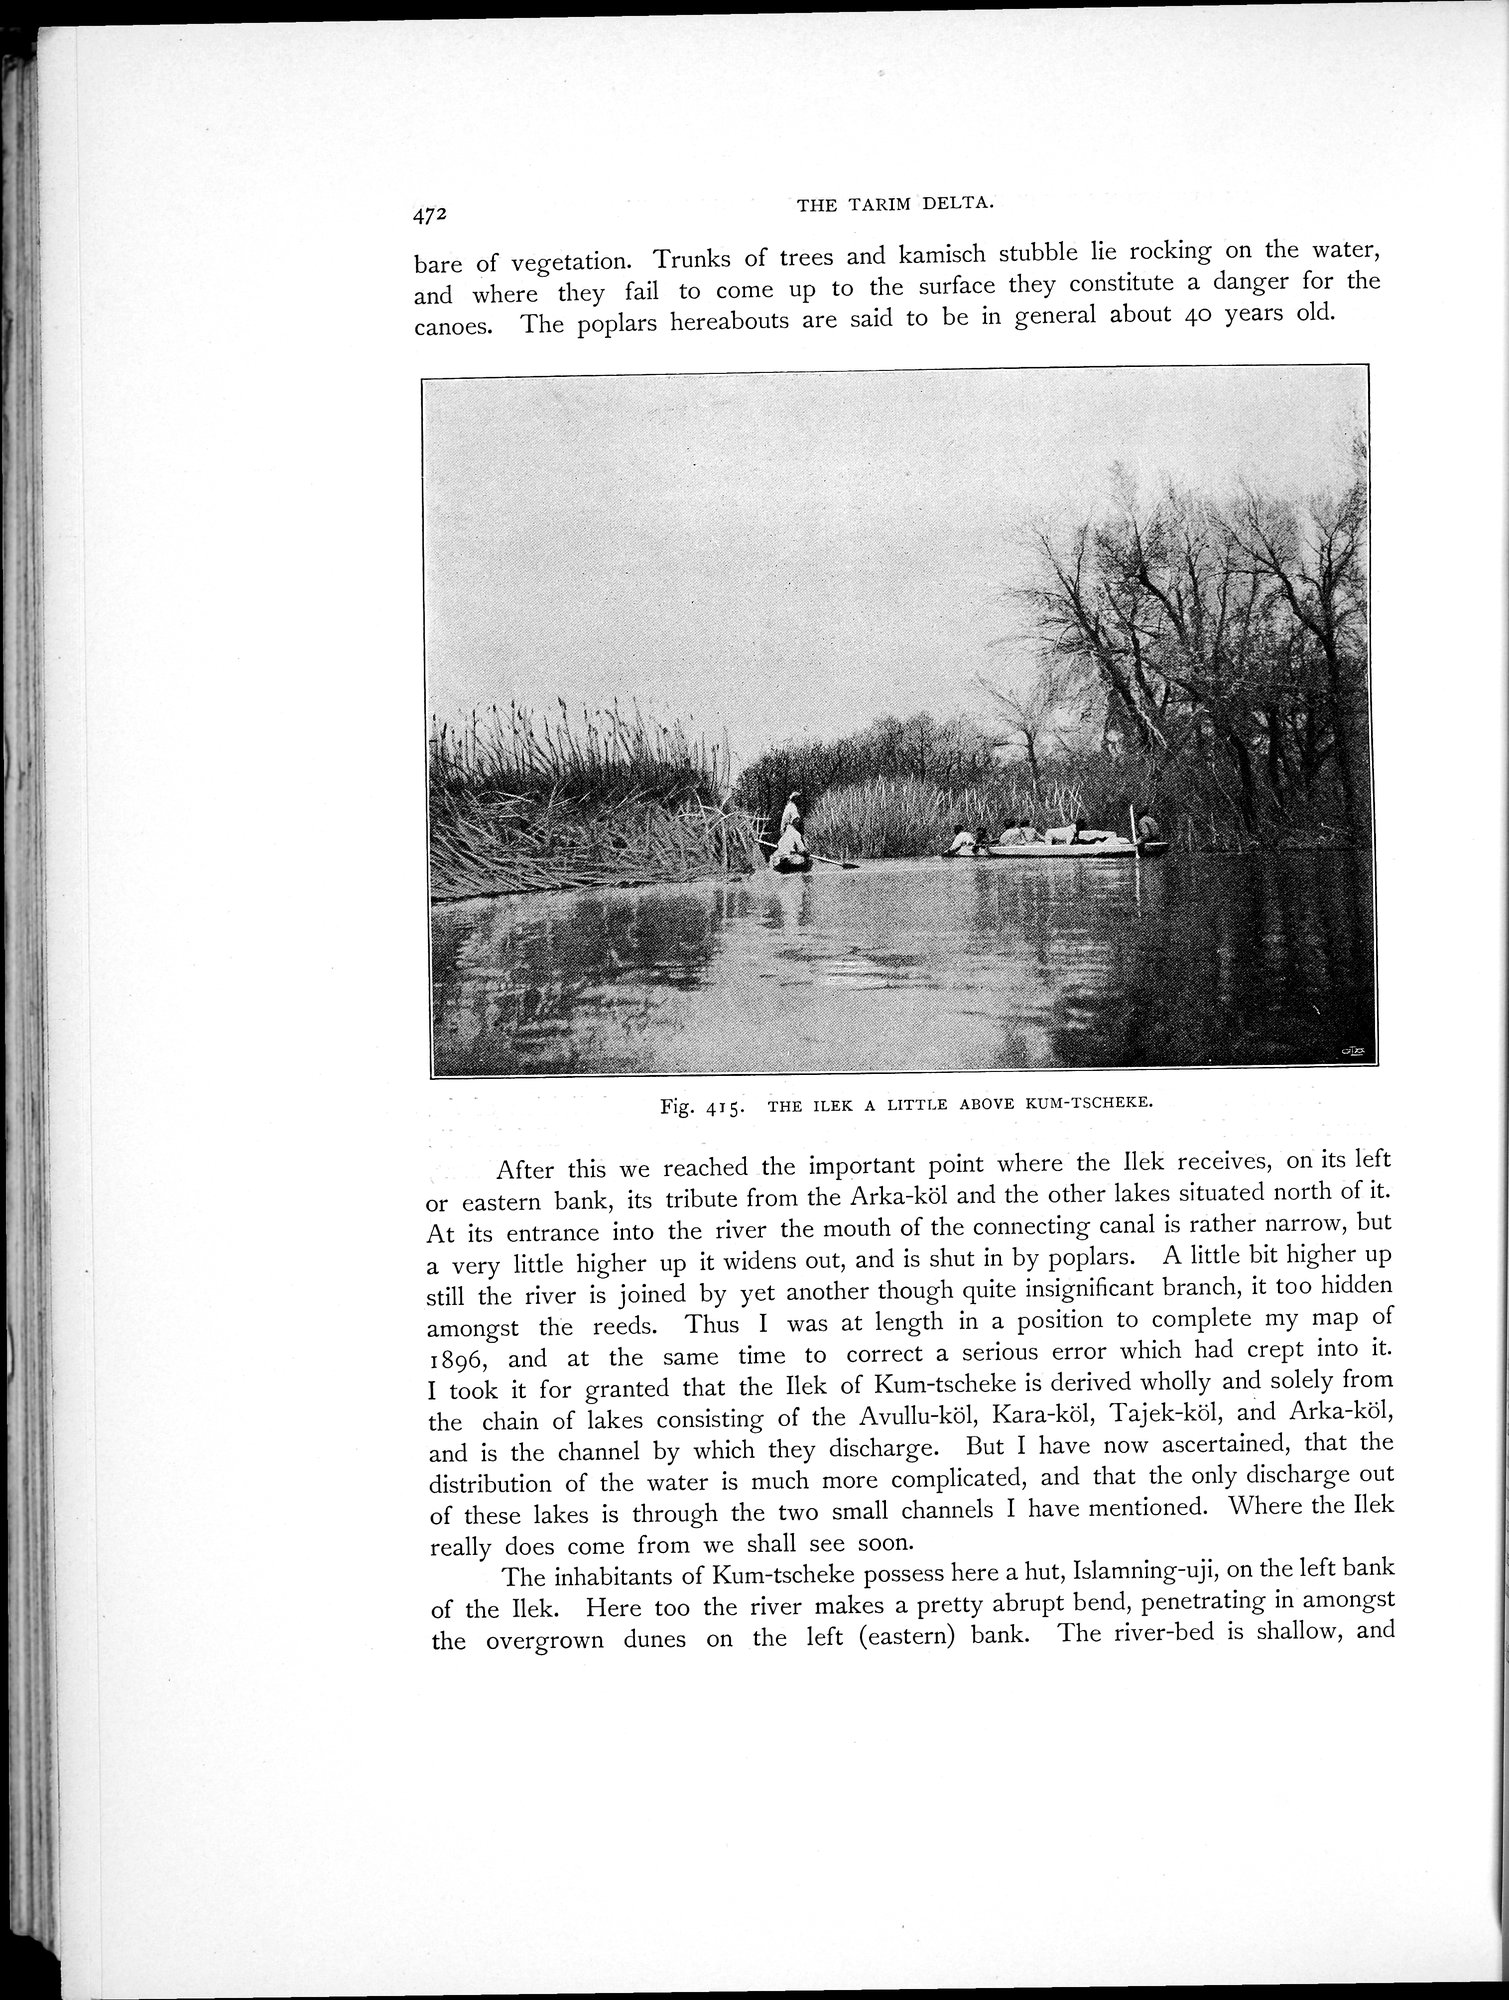 472
THE TARIM DELTA.
bare of vegetation. Trunks of trees and kamisch stubble lie rocking on the water,
and where they fail to come up to the surface they constitute a danger for the
canoes. The poplars hereabouts are said to be in general about 40 years old.
Fig. 415. THE ILEK A LITTLE ABOVE KUM-TSCHEKE.
After this we reached the important point where the Ilek receives, on its left
or eastern bank, its tribute from the Arka-köl and the other lakes situated north of it.
At its entrance into the river the mouth of the connecting canal is rather narrow, but
a very little higher up it widens out, and is shut in by poplars. A little bit higher up
still the river is joined by yet another though quite insignificant branch, it too hidden
amongst the reeds. Thus I was at length in a position to complete my map of
1896, and at the same time to correct a serious error which had crept into it.
I took it for granted that the Ilek of Kum-tscheke is derived wholly and solely from
the chain of lakes consisting of the Avullu-köl, Kara-köl, Tajek-köl, and Arka-köl,
and is the channel by which they discharge. But I have now ascertained, that the
distribution of the water is much more complicated, and that the only discharge out
of these lakes is through the two small channels I have mentioned. Where the Ilek
really does come from we shall see soon.
The inhabitants of Kum-tscheke possess here a hut, Islamning-uji, on the left bank
of the Ilek. Here too the river makes a pretty abrupt bend, penetrating in amongst
the overgrown dunes on the left (eastern) bank. The river-bed is shallow, and